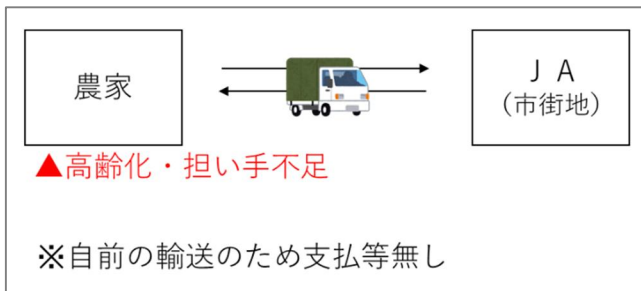 農家
ＪＡ
（市街地）
▲高齢化・担い手不足
※自前の輸送のため支払等無し